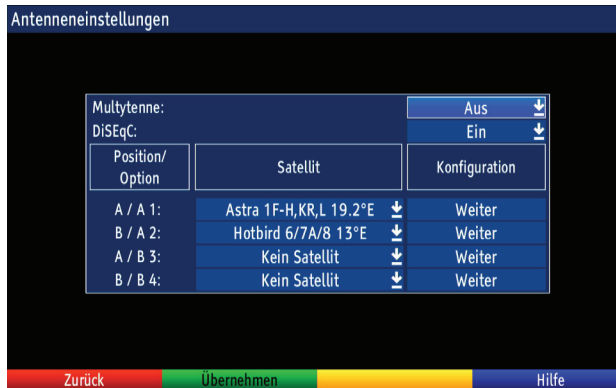 Antenneneinstellungen
Multytenne: Aus
DiSEqC: Ein
Position/
Option Satellit Konfiguration
A / A 1: Astra 1F-H,KR,L 19.2°E Weiter
B / A 2: Hotbird 6/7A/8 13°E Weiter
A / B 3: Kein Satellit Weiter
B / B 4: Kein Satellit Weiter
Zurück Übernehmen Hilfe